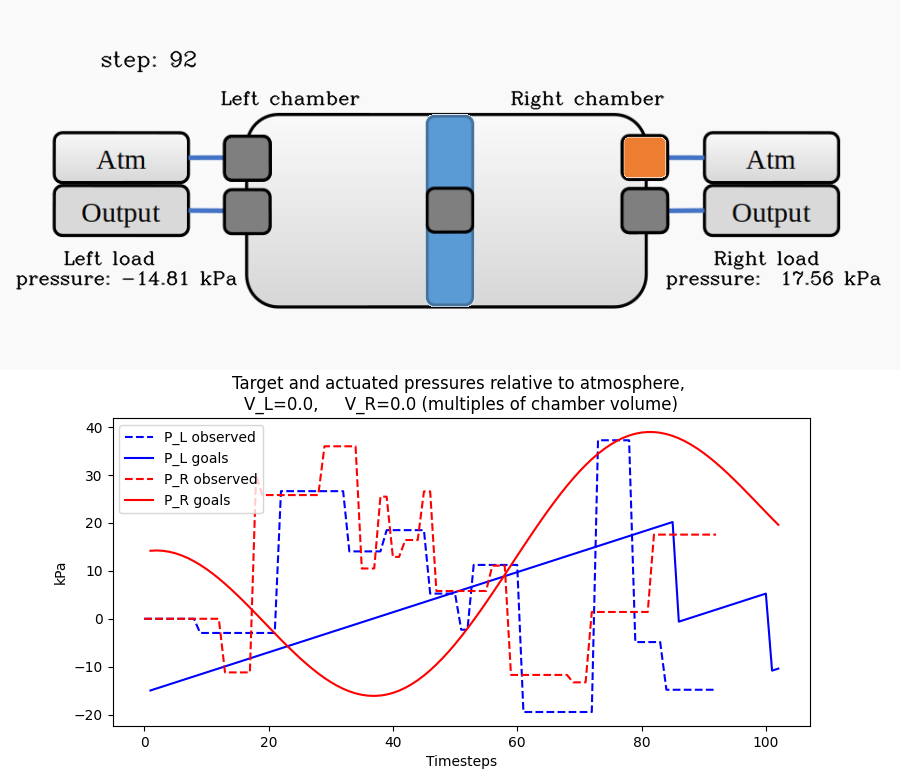 step: 92
Left chamber
Right chamber
Atm
Atm
Output
Output
Left load
pressure: -14.81 kPa
Right load
pressure:  17.56 kPa
Target and actuated pressures relative to atmosphere,
V_L=0.0,     V_R=0.0 (multiples of chamber volume)
P_L observed
P_L goals
P_R observed
P_R goals
kPa
40
30
20
10
0
−10
−20
0 20 40 60 80 100
Timesteps